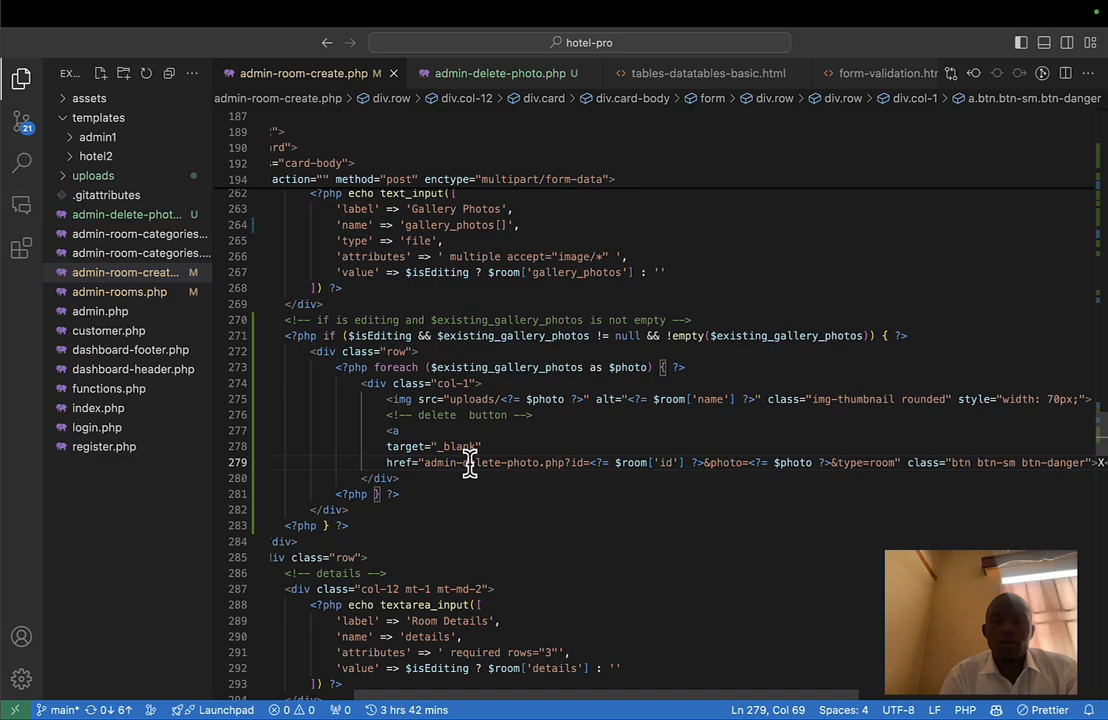 hotel-pro
EX...
admin-room-create.php M
admin-delete-photo.php U
tables-datatables-basic.html
form-validation.htr
admin-room-create.php > div.row > div.col-12 > div.card > div.card-body > form > div.row > div.row > div.col-1 > a.btn.btn-sm.btn-danger
assets
templates
admin1
hotel2
uploads
.gitattributes
admin-delete-phot... U
admin-room-categories...
admin-room-categories....
admin-room-creat... M
admin-rooms.php M
admin.php
customer.php
dashboard-footer.php
dashboard-header.php
functions.php
index.php
login.php
register.php
21
187
189 ">
190 rd">
192 ="card-body">
194 action="" method="post" enctype="multipart/form-data">
262 <?php echo text_input([
263 'label' => 'Gallery Photos',
264 'name' => 'gallery_photos[]',
265 'type' => 'file',
266 'attributes' => ' multiple accept="image/*" ',
267 'value' => $isEditing ? $room['gallery_photos'] : ''
268 ]) ?>
269 </div>
270 <!-- if is editing and $existing_gallery_photos is not empty -->
271 <?php if ($isEditing && $existing_gallery_photos != null && !empty($existing_gallery_photos)) { ?>
272 <div class="row">
273 <?php foreach ($existing_gallery_photos as $photo) { ?>
274 <div class="col-1">
275 <img src="uploads/<?= $photo ?>" alt="<?= $room['name'] ?>" class="img-thumbnail rounded" style="width: 70px;">
276 <!-- delete  button -->
277 <a
278 target="_blank"
279 href="admin-delete-photo.php?id=<?= $room['id'] ?>&photo=<?= $photo ?>&type=room" class="btn btn-sm btn-danger">X
280 </div>
281 <?php } ?>
282 </div>
283 <?php } ?>
284 div>
285 iv class="row">
286 <!-- details -->
287 <div class="col-12 mt-1 mt-md-2">
288 <?php echo textarea_input([
289 'label' => 'Room Details',
290 'name' => 'details',
291 'attributes' => ' required rows="3"',
292 'value' => $isEditing ? $room['details'] : ''
293 ]) ?>
main* 0↓ 6↑ Launchpad 0 0 0 3 hrs 42 mins Ln 279, Col 69 Spaces: 4 UTF-8 LF PHP Prettier